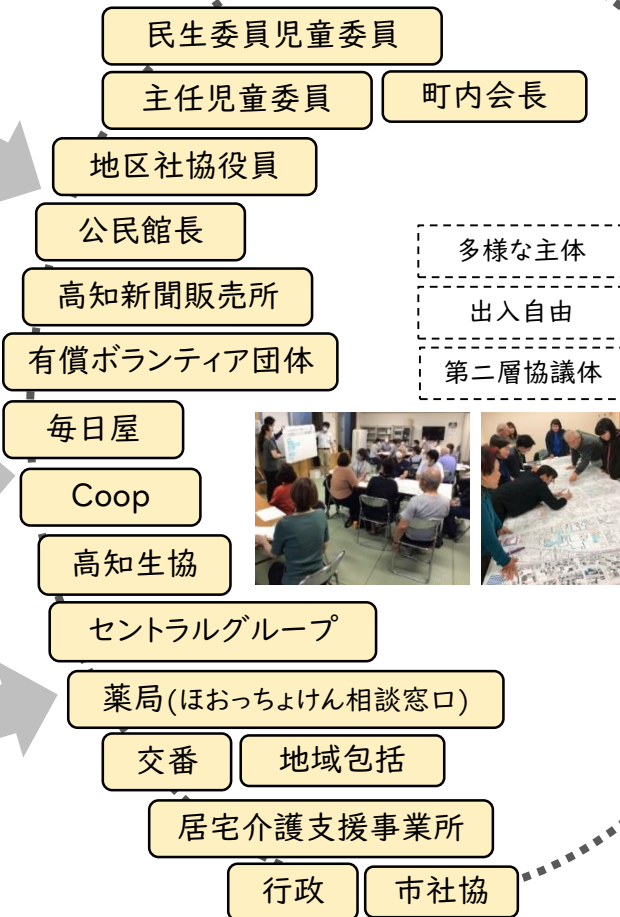 民生委員児童委員
主任児童委員
町内会長
地区社協役員
公民館長
多様な主体
高知新聞販売所
出入自由
有償ボランティア団体
第二層協議体
毎日屋
Coop
高知生協
セントラルグループ
薬局(ほおっちょけん相談窓口)
交番
地域包括
居宅介護支援事業所
行政
市社協